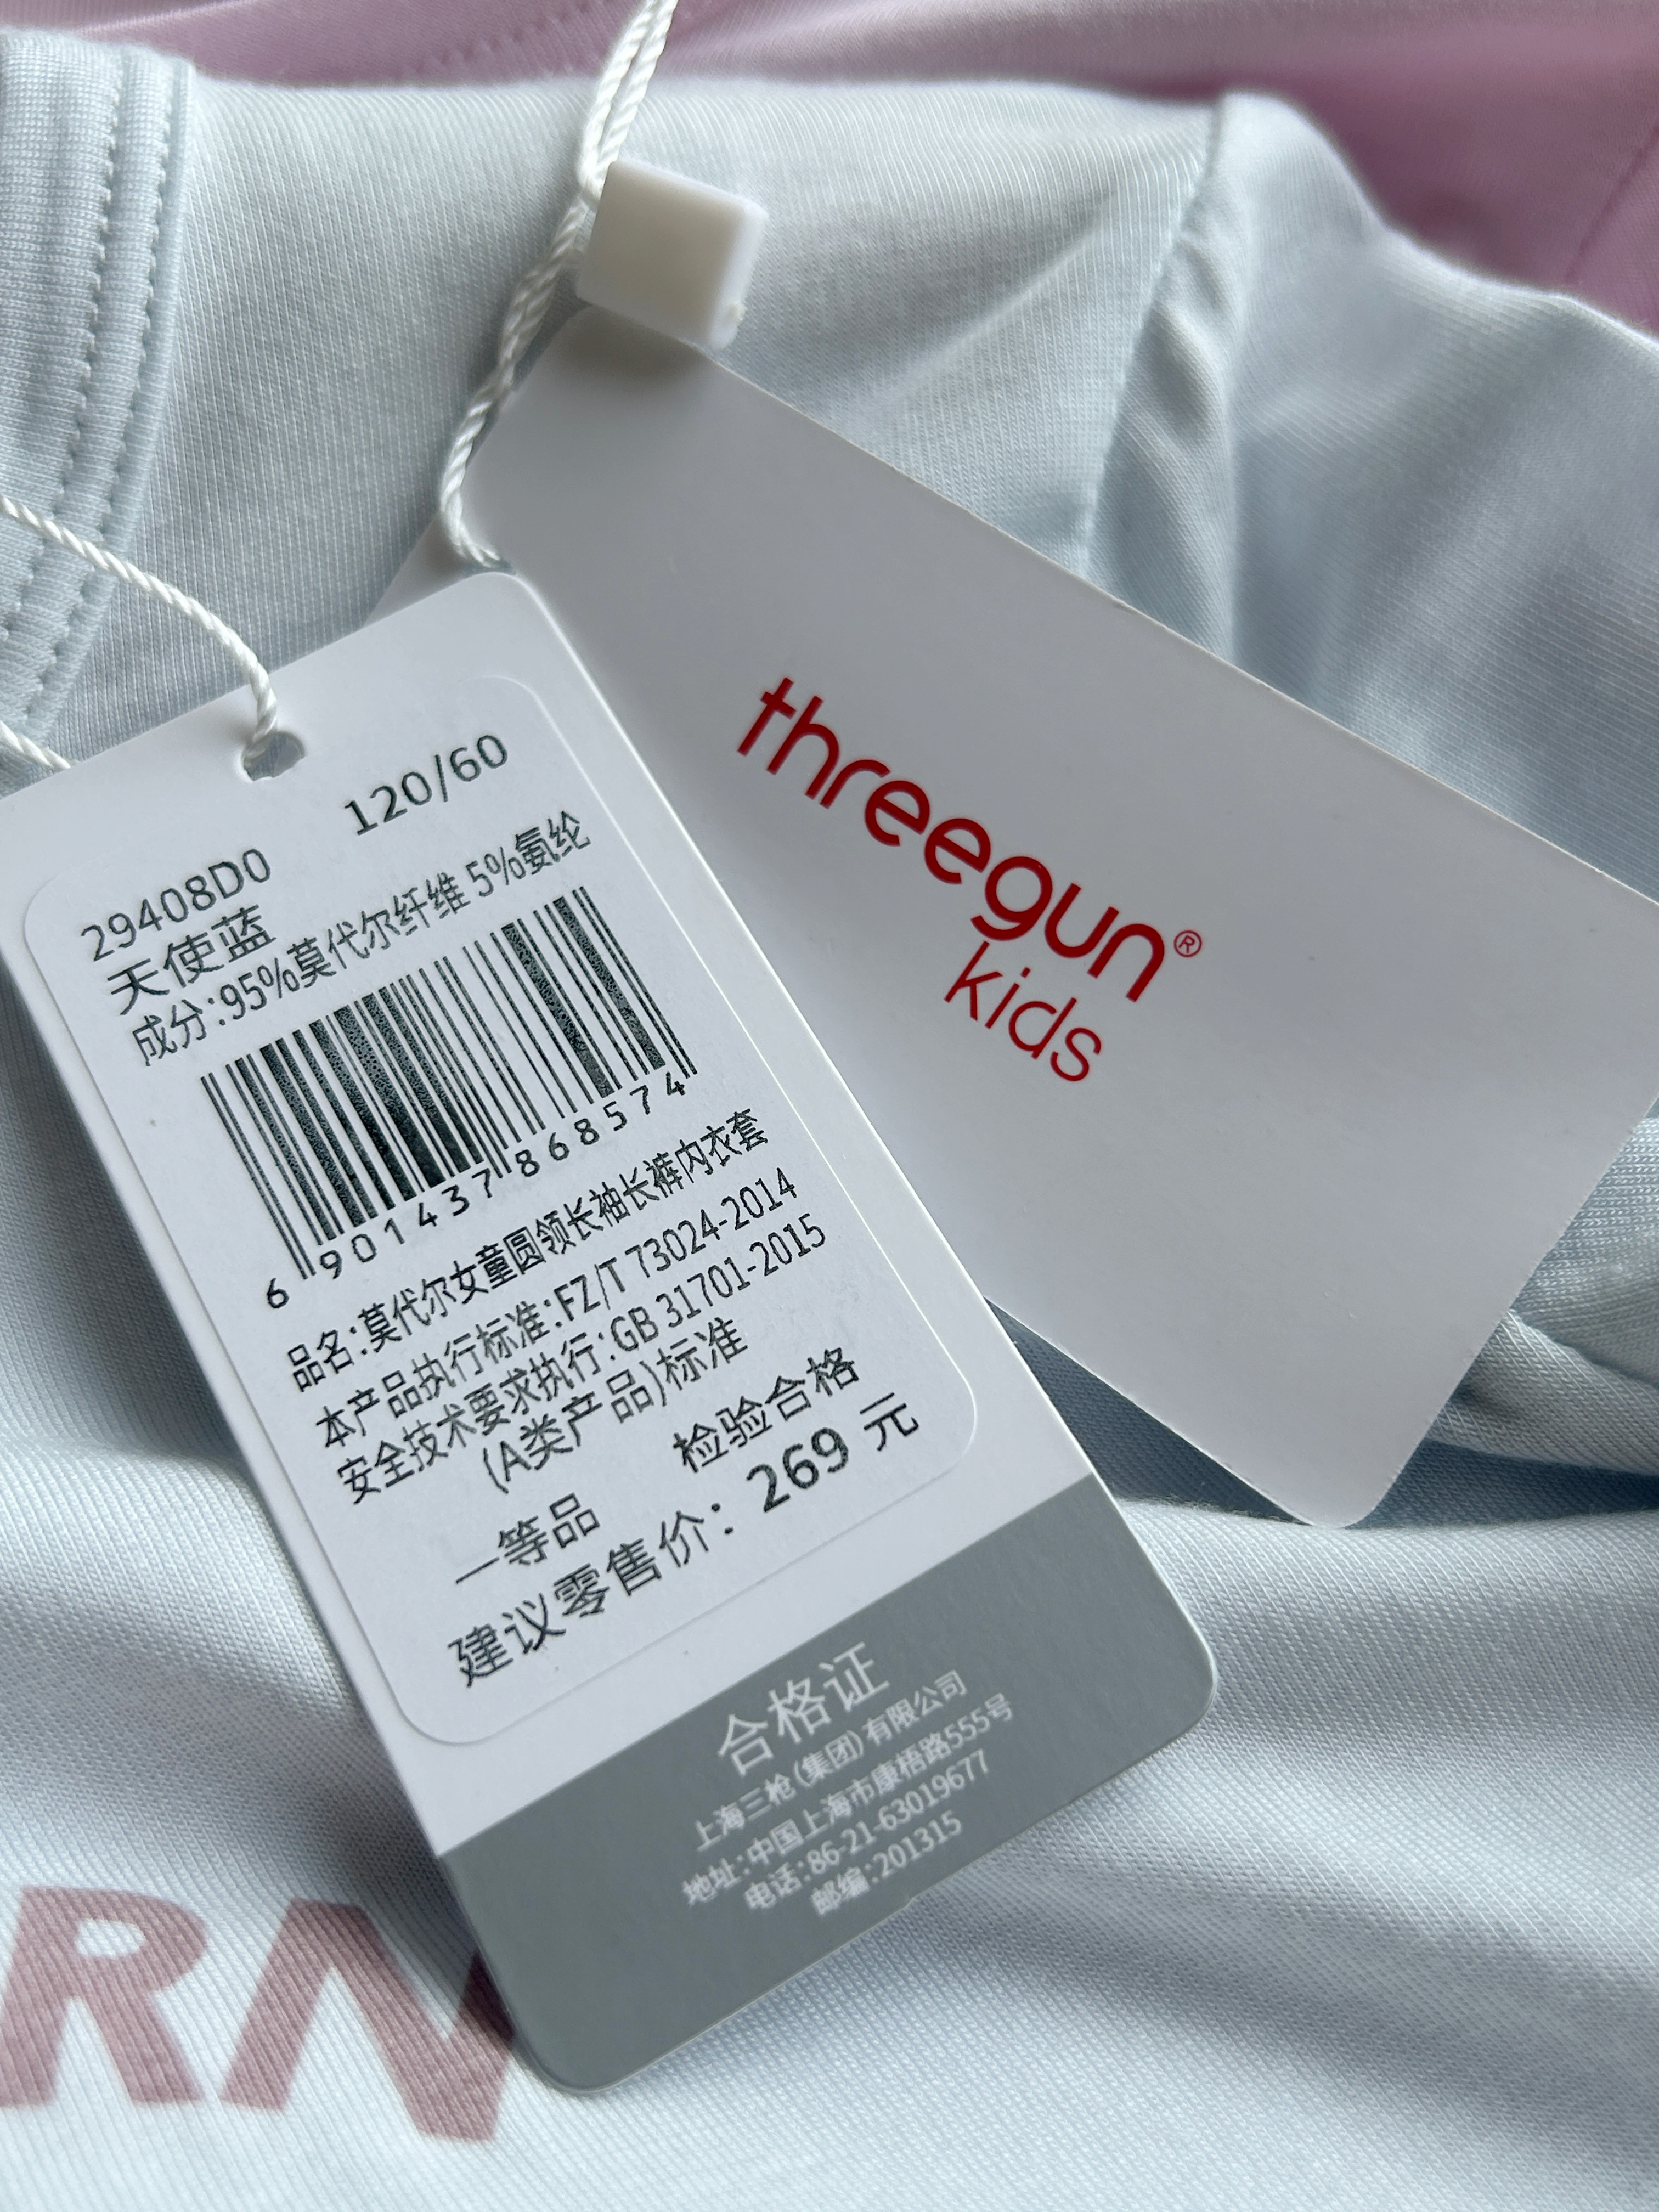 120/60
29408D0
天使蓝
成分:95%莫代尔纤维 5%氨纶
6 901437 868574
品名:莫代尔女童圆领长袖长裤内衣套
本产品执行标准:FZ/T 73024-2014
安全技术要求执行:GB 31701-2015
(A类产品)标准
检验合格
一等品
建议零售价: 269 元
合格证
上海三枪(集团)有限公司
地址:中国上海市康梧路555号
电话:86-21-63019677
邮编:201315
threegun®
kids
RN